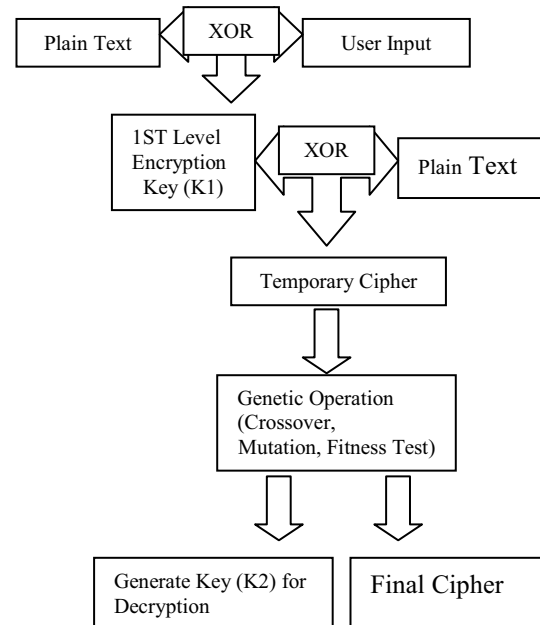 Plain Text
XOR
User Input
1ST Level
Encryption
Key (K1)
XOR
Plain Text
Temporary Cipher
Genetic Operation
(Crossover,
Mutation, Fitness Test)
Generate Key (K2) for
Decryption
Final Cipher